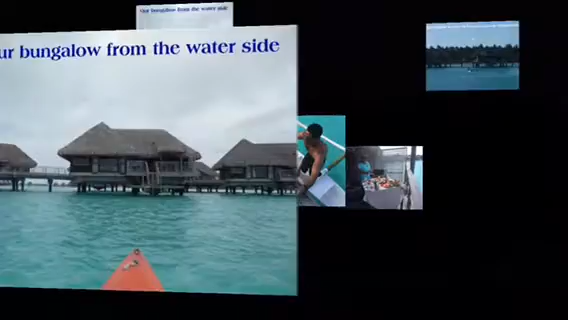 Our bungalow from the water side
ur bungalow from the water side